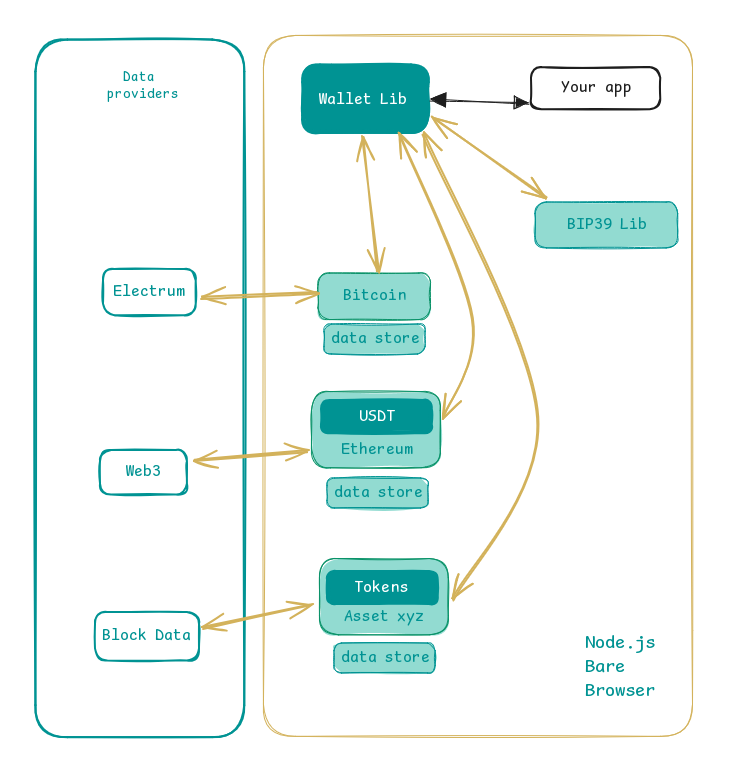 Data
providers
Wallet Lib
Your app
BIP39 Lib
Electrum
Bitcoin
data store
USDT
Ethereum
Web3
data store
Tokens
Asset xyz
Block Data
data store
Node.js
Bare
Browser